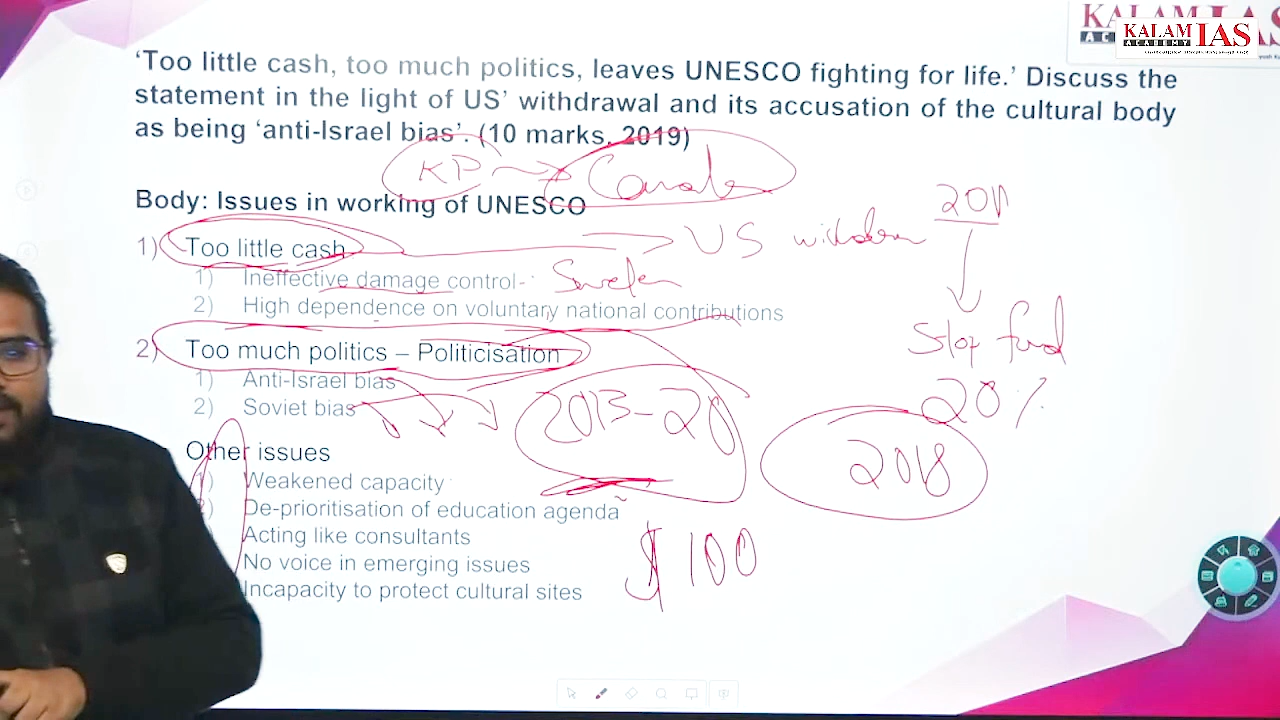 KALAM IAS
ACADEMY
'Too little cash, too much politics, leaves UNESCO fighting for life.' Discuss the
statement in the light of US' withdrawal and its accusation of the cultural body
as being 'anti-Israel bias'. (10 marks, 2019)
KP
Body: Issues in working of UNESCO
2011
1) Too little cash
US
1) Ineffective damage control-
Sweden
2) High dependence on voluntary national contributions
Stop fund
2) Too much politics – Politicisation
1) Anti-Israel bias
20%
2) Soviet bias
2013-20
Other issues
2018
1) Weakened capacity
De-prioritisation of education agenda
Acting like consultants
$100
No voice in emerging issues
Incapacity to protect cultural sites